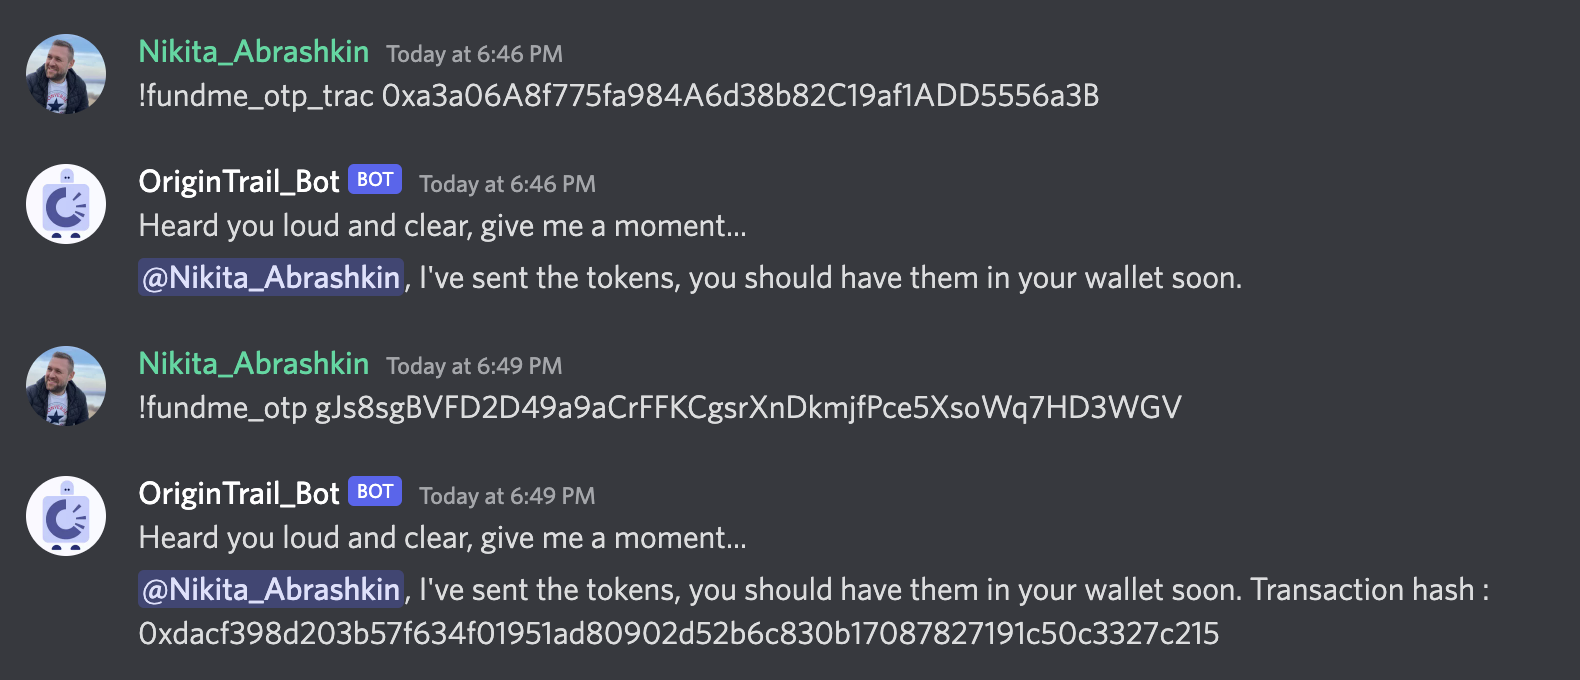 Nikita_Abrashkin Today at 6:46 PM
!fundme_otp_trac 0xa3a06A8f775fa984A6d38b82C19af1ADD5556a3B
OriginTrail_Bot BOT Today at 6:46 PM
Heard you loud and clear, give me a moment...
@Nikita_Abrashkin, I've sent the tokens, you should have them in your wallet soon.
Nikita_Abrashkin Today at 6:49 PM
!fundme_otp gJs8sgBVFD2D49a9aCrFFKCgsrXnDkmjfPce5XsoWq7HD3WGV
OriginTrail_Bot BOT Today at 6:49 PM
Heard you loud and clear, give me a moment...
@Nikita_Abrashkin, I've sent the tokens, you should have them in your wallet soon. Transaction hash :
0xdacf398d203b57f634f01951ad80902d52b6c830b17087827191c50c3327c215